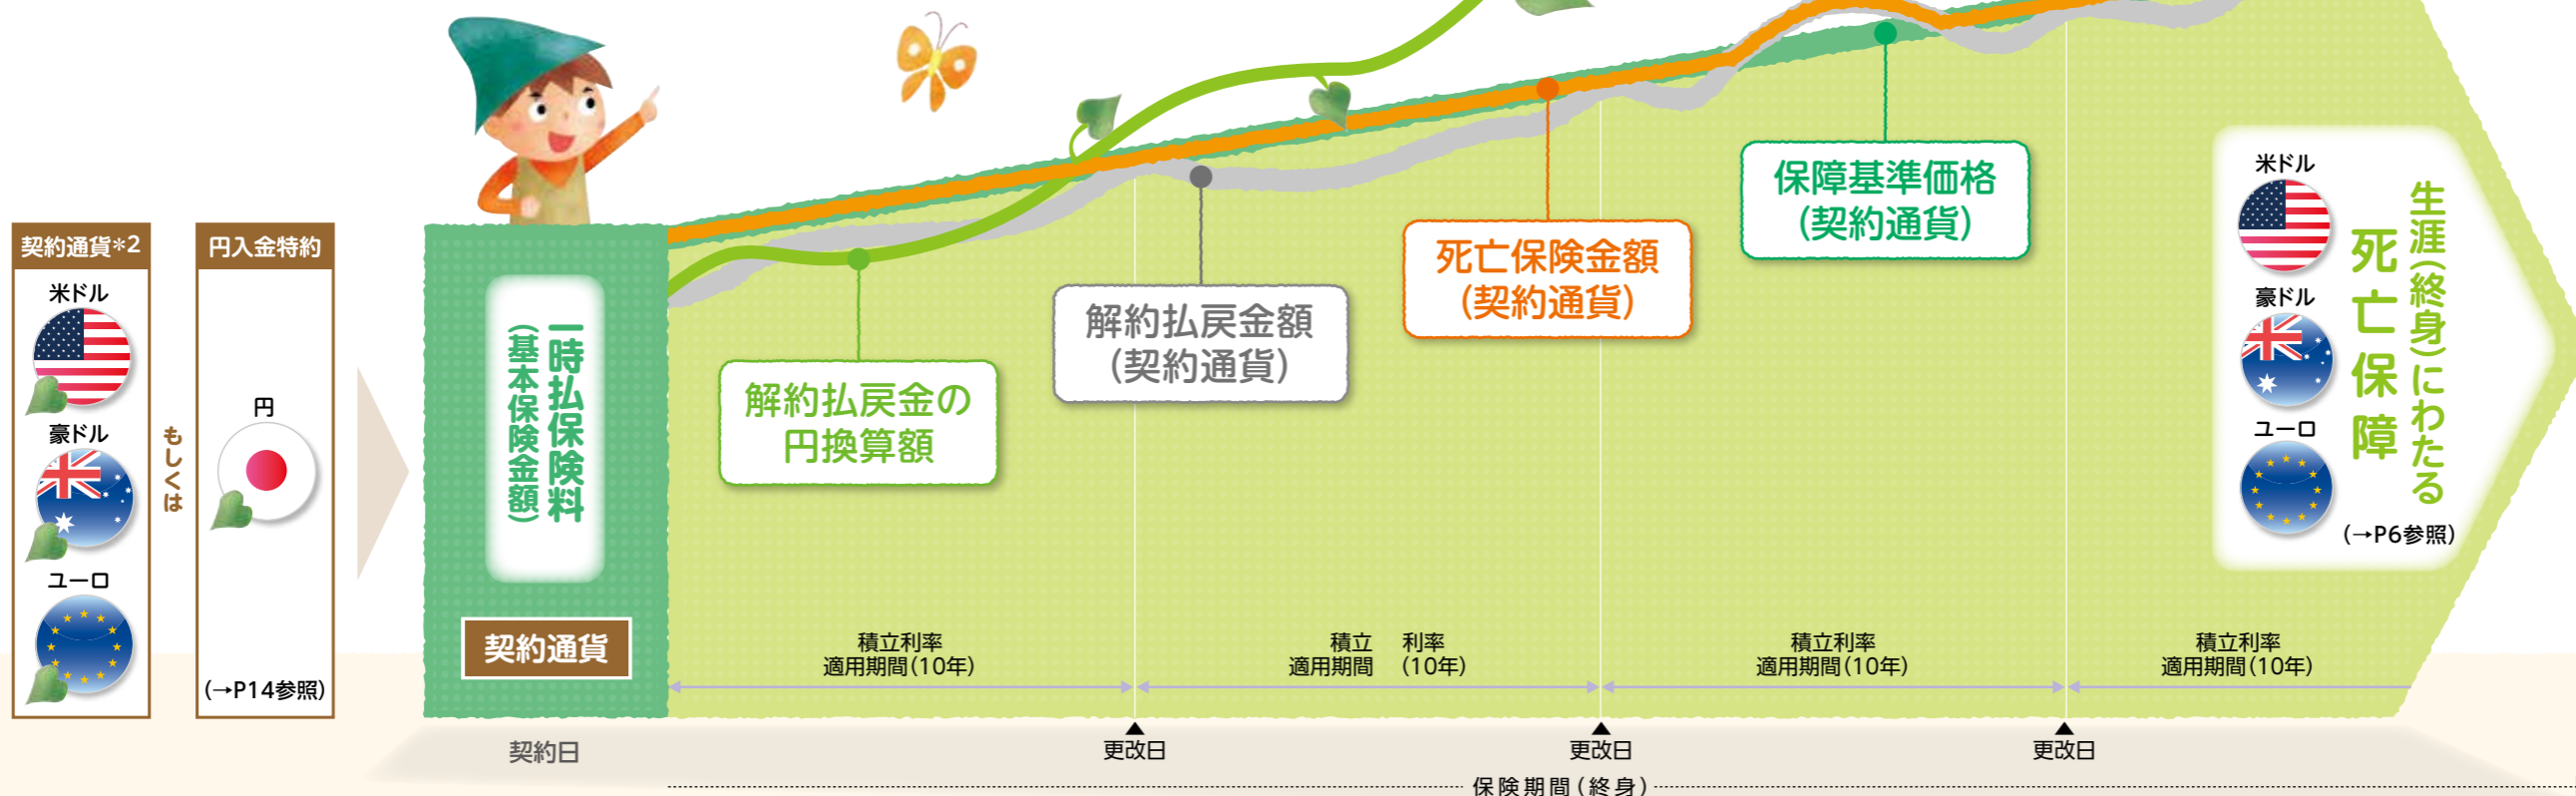 契約通貨*2
米ドル
豪ドル
ユーロ
もしくは
円入金特約
円
(→P14参照)
一時払保険料
(基本保険金額)
契約通貨
契約日
解約払戻金の
円換算額
解約払戻金額
(契約通貨)
死亡保険金額
(契約通貨)
保障基準価格
(契約通貨)
米ドル
豪ドル
ユーロ
生涯(終身)にわたる
死亡保障
(→P6参照)
積立利率
適用期間(10年)
積立 利率
適用期間 (10年)
積立利率
適用期間(10年)
積立利率
適用期間(10年)
更改日
更改日
更改日
保険期間(終身)